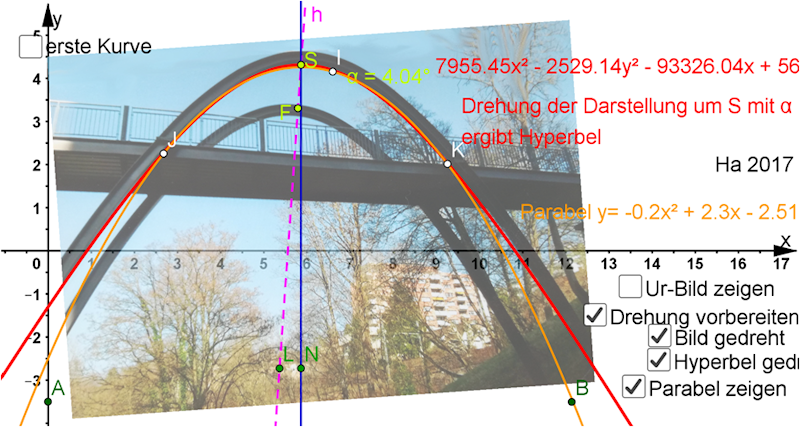 y
h
erste Kurve
5
S
I
7955.45x² - 2529.14y² - 93326.04x + 56
α = 4.04°
4
Drehung der Darstellung um S mit α
F
3
ergibt Hyperbel
J
K
2
Ha 2017
1
Parabel y= -0.2x² + 2.3x - 2.51
x
0 1 2 3 4 5 6 7 8 9 10 11 12 13 14 15 16 17
−1
Ur-Bild zeigen
Drehung vorbereiten
−2
Bild gedreht
L N
Hyperbel gedr
−3
A
B
Parabel zeigen